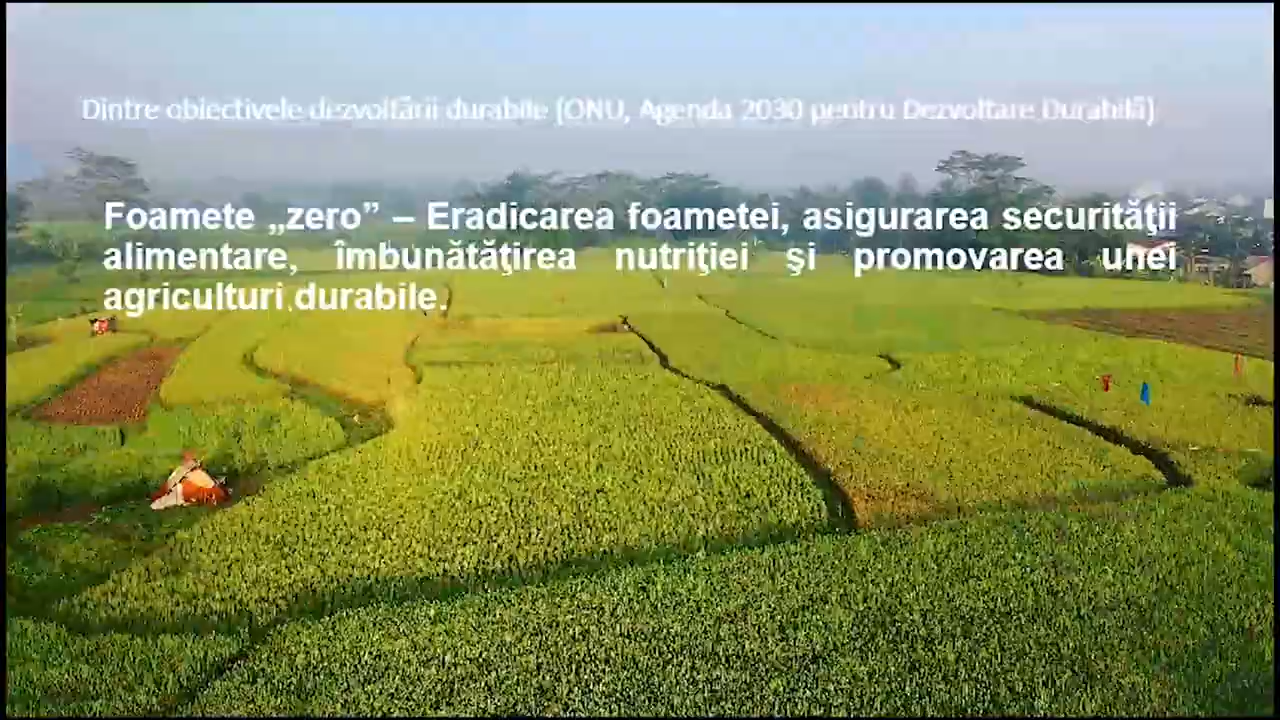 Dintre obiectivele dezvoltării durabile (ONU, Agenda 2030 pentru Dezvoltare Durabilă)
Foamete „zero” – Eradicarea foametei, asigurarea securităţii
alimentare, îmbunătăţirea nutriţiei şi promovarea unei
agriculturi durabile.